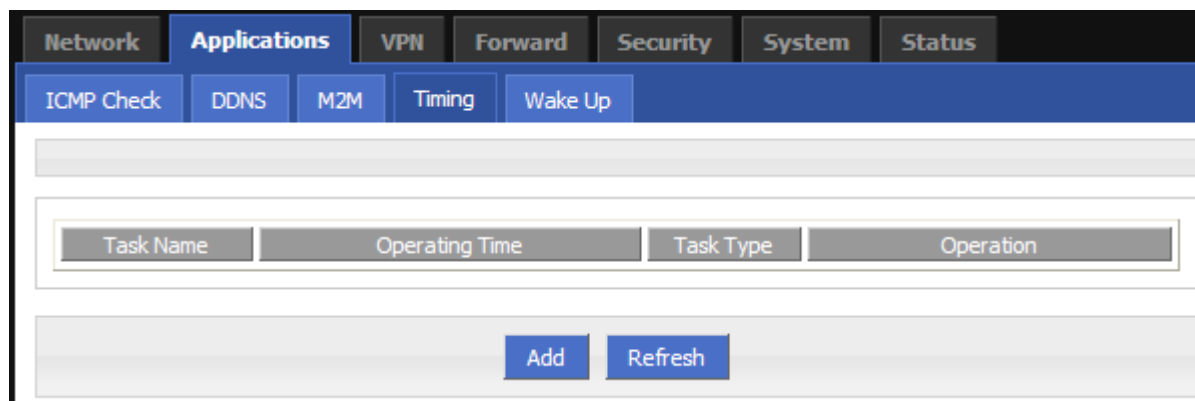 Network Applications VPN Forward Security System Status
ICMP Check DDNS M2M Timing Wake Up
Task Name Operating Time Task Type Operation
Add Refresh